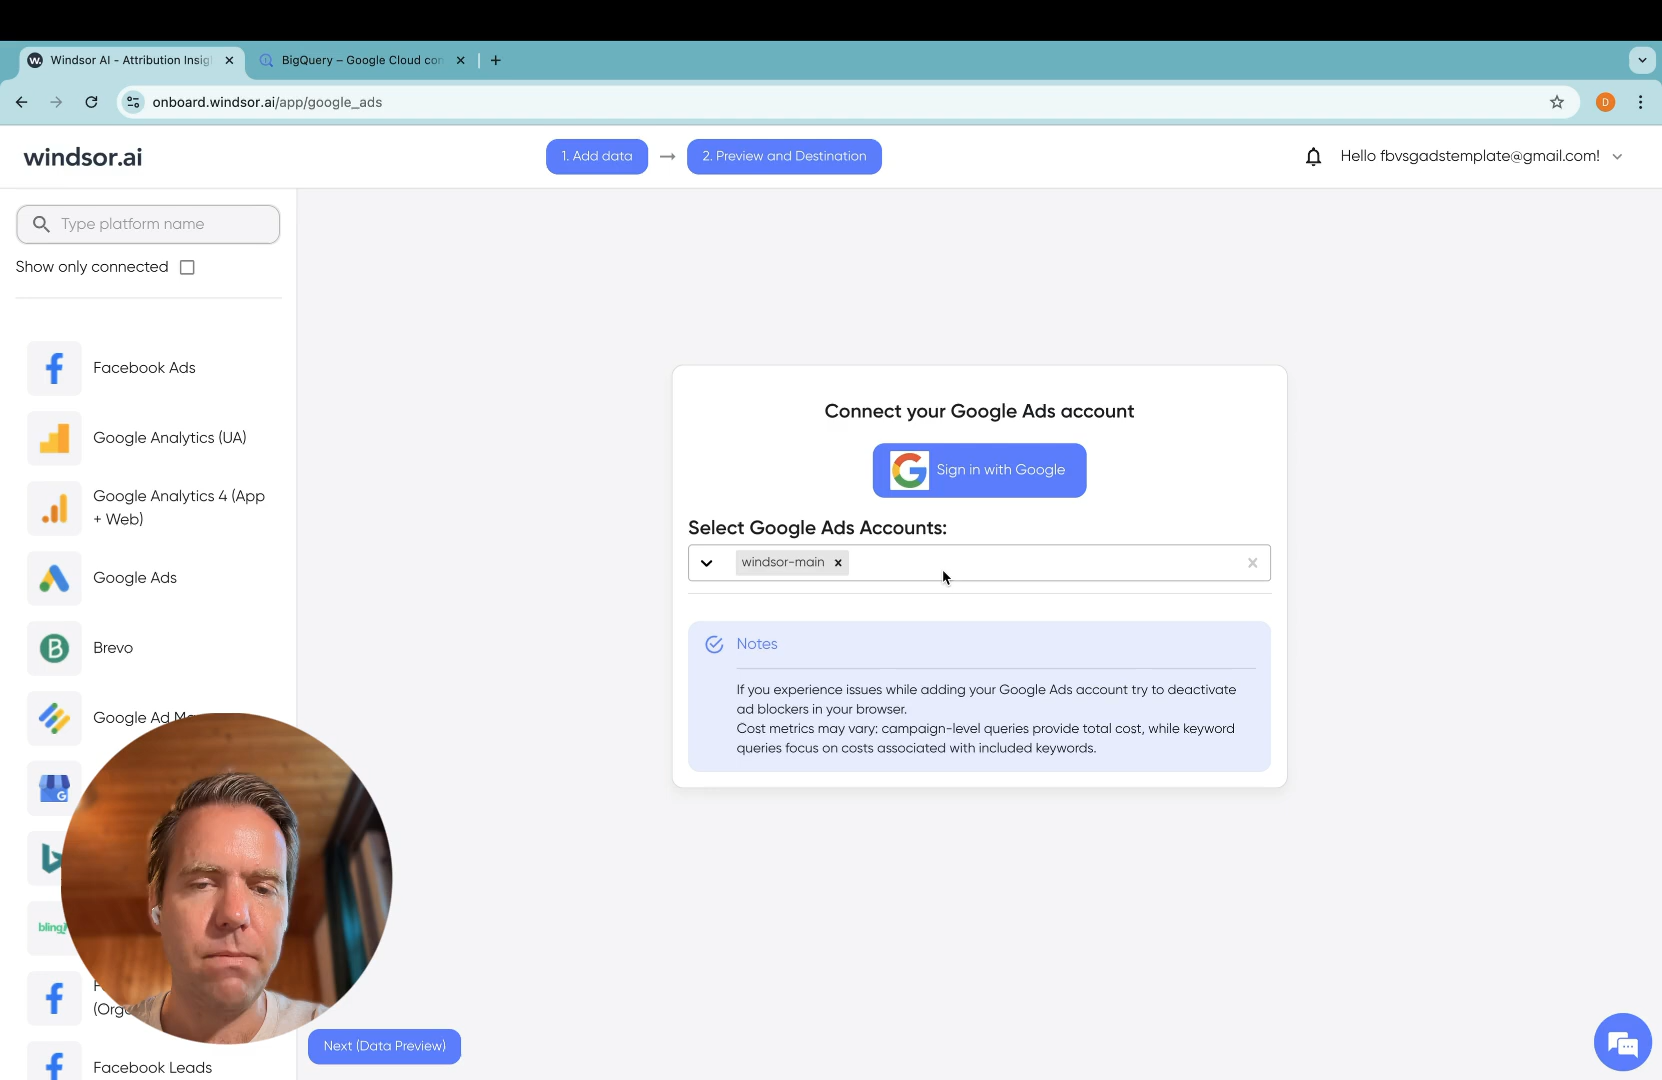 Windsor AI - Attribution Insig
BigQuery – Google Cloud con
onboard.windsor.ai/app/google_ads
D
windsor.ai
1. Add data
2. Preview and Destination
Hello fbvsgadstemplate@gmail.com!
Type platform name
Show only connected
Facebook Ads
Google Analytics (UA)
Google Analytics 4 (App
+ Web)
Google Ads
Brevo
Google Ad
bling
(Org
Facebook Leads
Connect your Google Ads account
Sign in with Google
Select Google Ads Accounts:
windsor-main
Notes
If you experience issues while adding your Google Ads account try to deactivate
ad blockers in your browser.
Cost metrics may vary: campaign-level queries provide total cost, while keyword
queries focus on costs associated with included keywords.
Next (Data Preview)